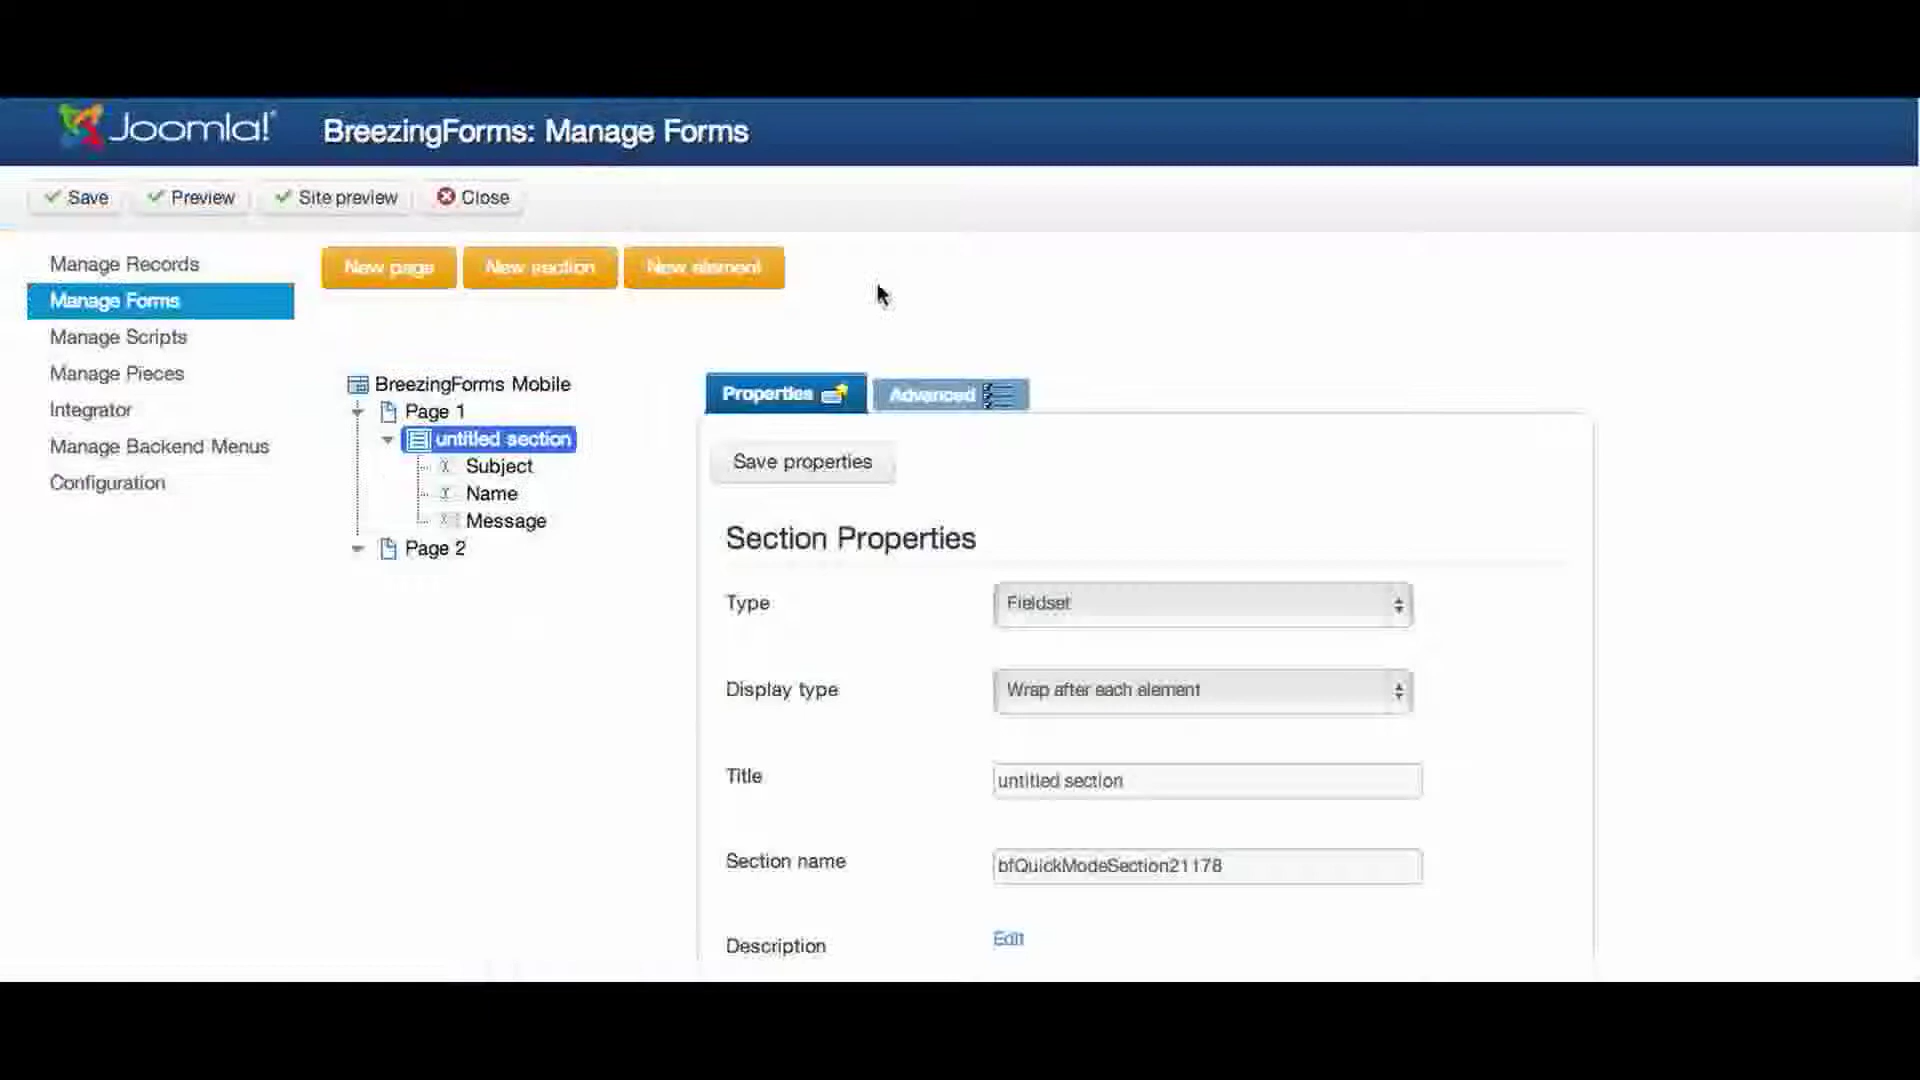 Joomla!
BreezingForms: Manage Forms
Save
Preview
Site preview
Close
Manage Records
Manage Forms
Manage Scripts
Manage Pieces
Integrator
Manage Backend Menus
Configuration
New page
New section
New element
BreezingForms Mobile
Page 1
untitled section
Subject
Name
Message
Page 2
Properties
Advanced
Save properties
Section Properties
Type
Fieldset
Display type
Wrap after each element
Title
untitled section
Section name
bfQuickModeSection21178
Description
Edit